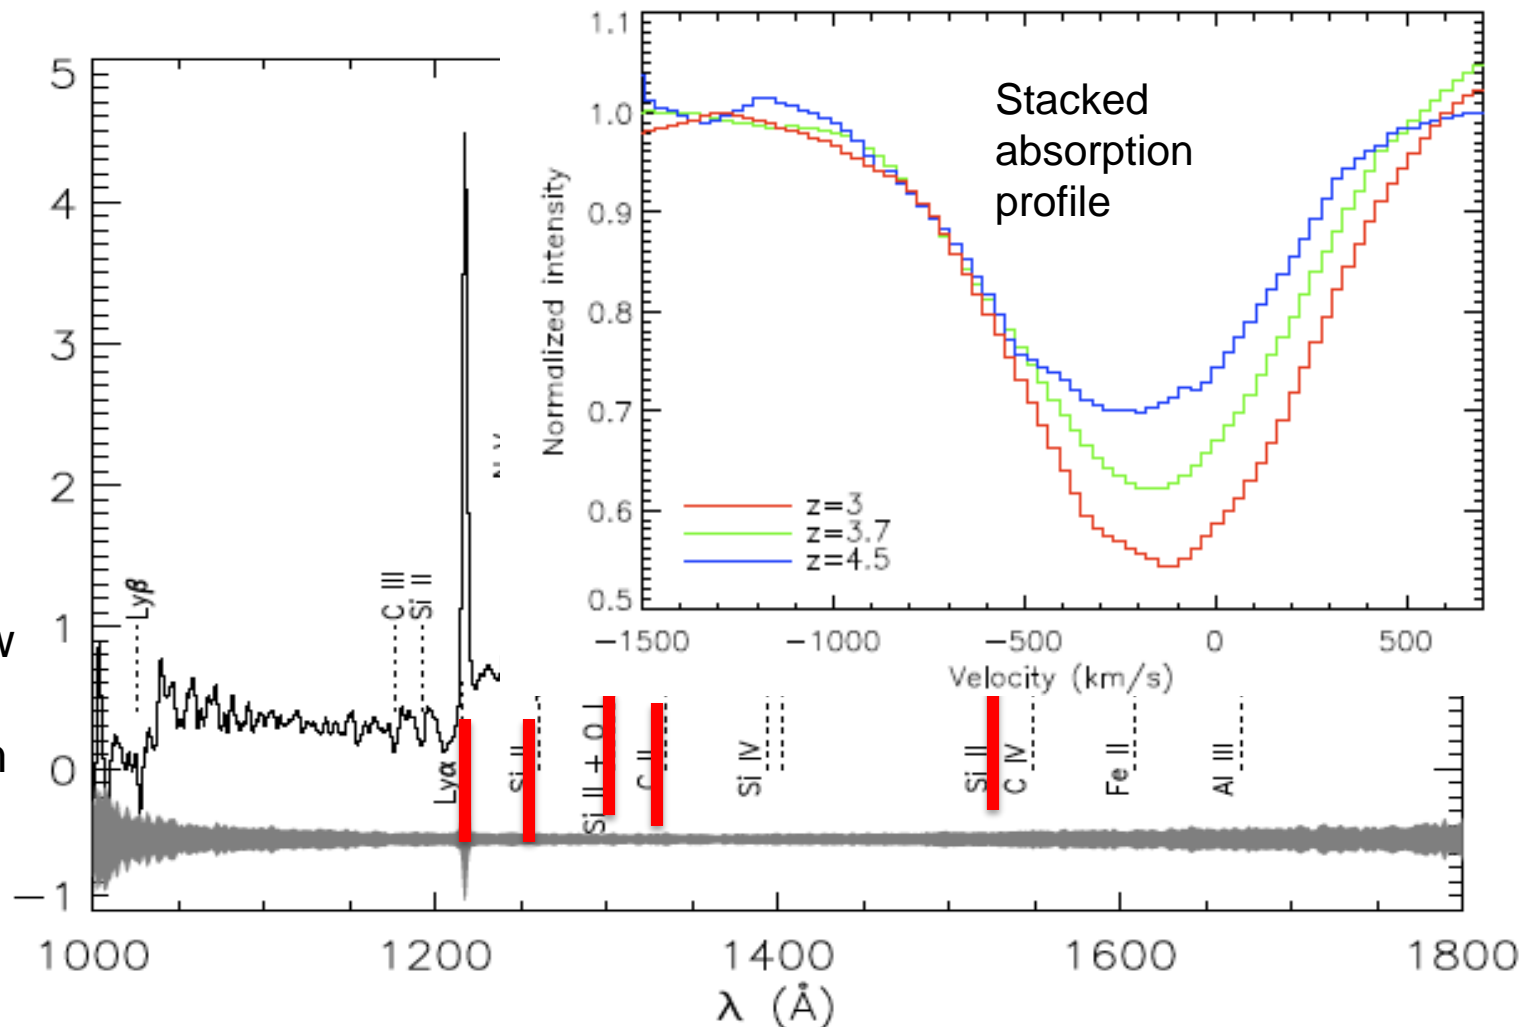 1.1
1.0
0.9
0.8
0.7
0.6
0.5
Normalized intensity
Stacked
absorption
profile
z=3
z=3.7
z=4.5
−1500
−1000
−500
0
500
Velocity (km/s)
5
4
3
2
1
0
−1
Lyβ
C III
Si II
Lyα
Si II
Si II + O I
C II
Si IV
Si II
C IV
Fe II
Al III
1000
1200
1400
1600
1800
λ (Å)